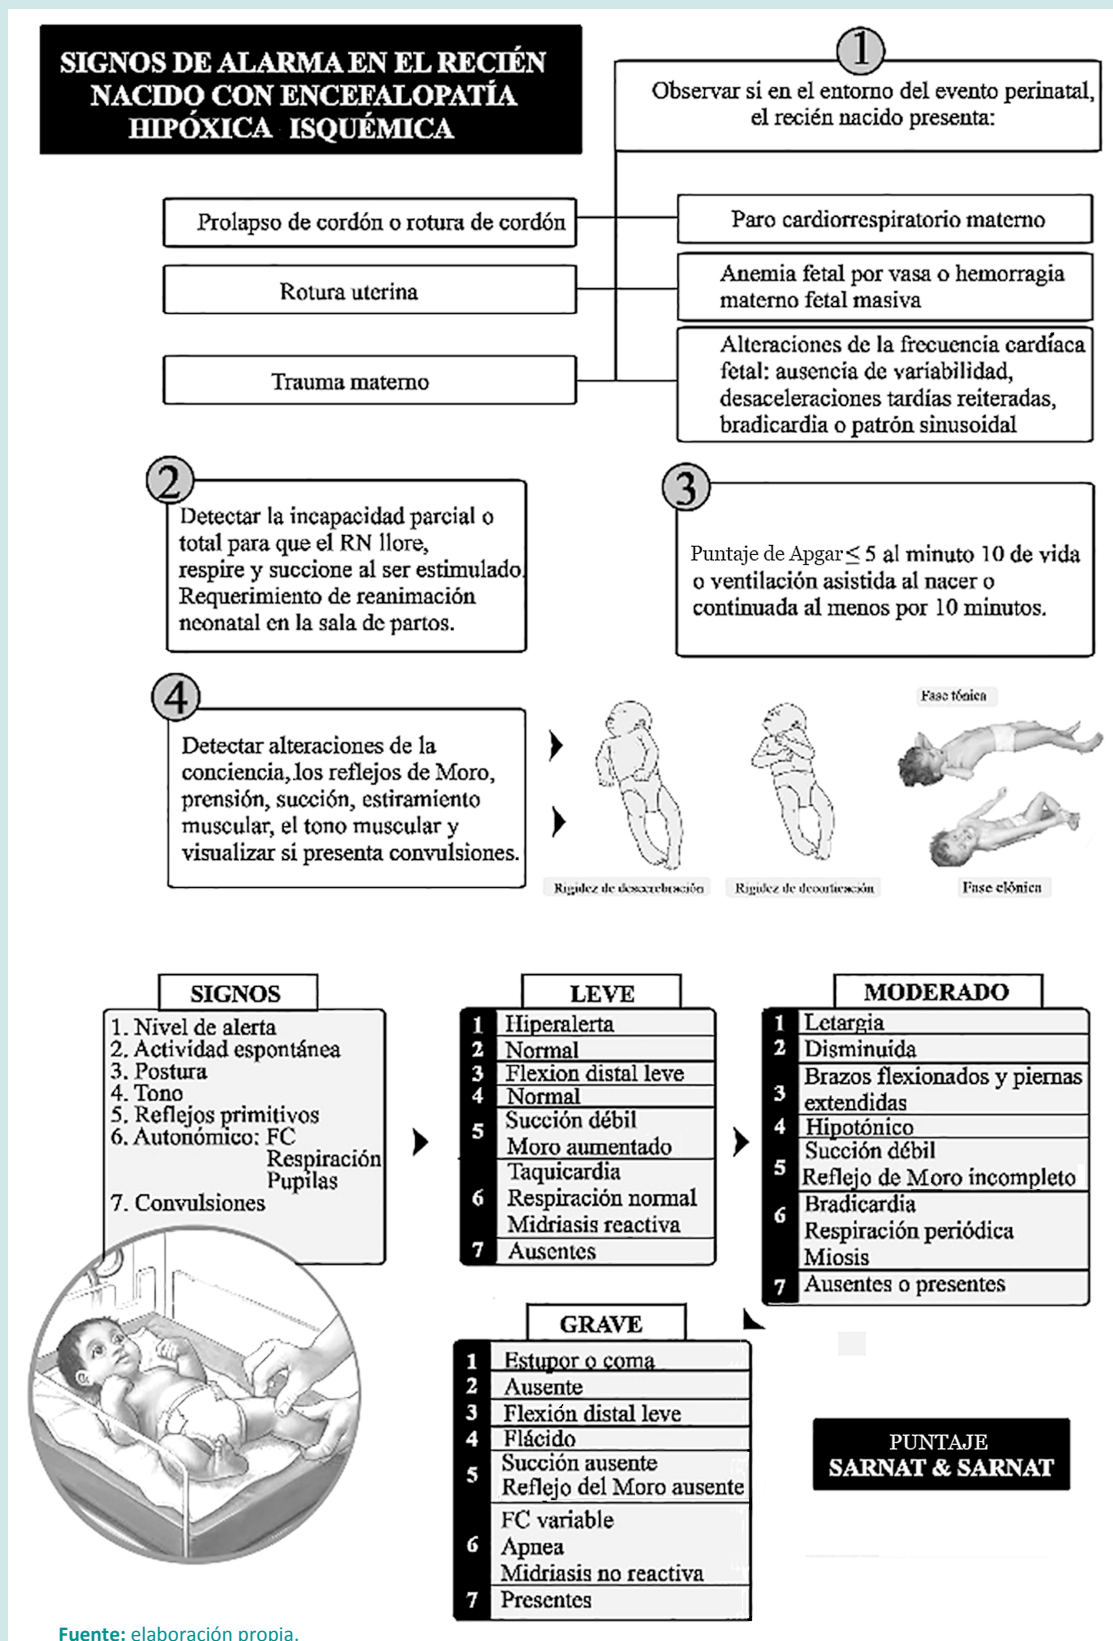 SIGNOS DE ALARMA EN EL RECIÉN
NACIDO CON ENCEFALOPATÍA
HIPÓXICA ISQUÉMICA
1
Observar si en el entorno del evento perinatal,
el recién nacido presenta:
Prolapso de cordón o rotura de cordón
Paro cardiorrespiratorio materno
Rotura uterina
Anemia fetal por vasa o hemorragia
materno fetal masiva
Trauma materno
Alteraciones de la frecuencia cardíaca
fetal: ausencia de variabilidad,
desaceleraciones tardías reiteradas,
bradicardia o patrón sinusoidal
2
Detectar la incapacidad parcial o
total para que el RN llore,
respire y succione al ser estimulado.
Requerimiento de reanimación
neonatal en la sala de partos.
3
Puntaje de Apgar ≤ 5 al minuto 10 de vida
o ventilación asistida al nacer o
continuada al menos por 10 minutos.
4
Detectar alteraciones de la
conciencia, los reflejos de Moro,
prensión, succión, estiramiento
muscular, el tono muscular y
visualizar si presenta convulsiones.
Rigidez de descerebración
Rigidez de decorticación
Fase tónica
Fase clónica
SIGNOS
1. Nivel de alerta
2. Actividad espontánea
3. Postura
4. Tono
5. Reflejos primitivos
6. Autonómico: FC
Respiración
Pupilas
7. Convulsiones
LEVE
1 Hiperalerta
2 Normal
3 Flexion distal leve
4 Normal
5 Succión débil
Moro aumentado
6 Taquicardia
Respiración normal
Midriasis reactiva
7 Ausentes
MODERADO
1 Letargia
2 Disminuida
3 Brazos flexionados y piernas
extendidas
4 Hipotónico
5 Succión débil
Reflejo de Moro incompleto
6 Bradicardia
Respiración periódica
Miosis
7 Ausentes o presentes
GRAVE
1 Estupor o coma
2 Ausente
3 Flexión distal leve
4 Flácido
5 Succión ausente
Reflejo del Moro ausente
6 FC variable
Apnea
Midriasis no reactiva
7 Presentes
PUNTAJE
SARNAT & SARNAT
Fuente: elaboración propia.